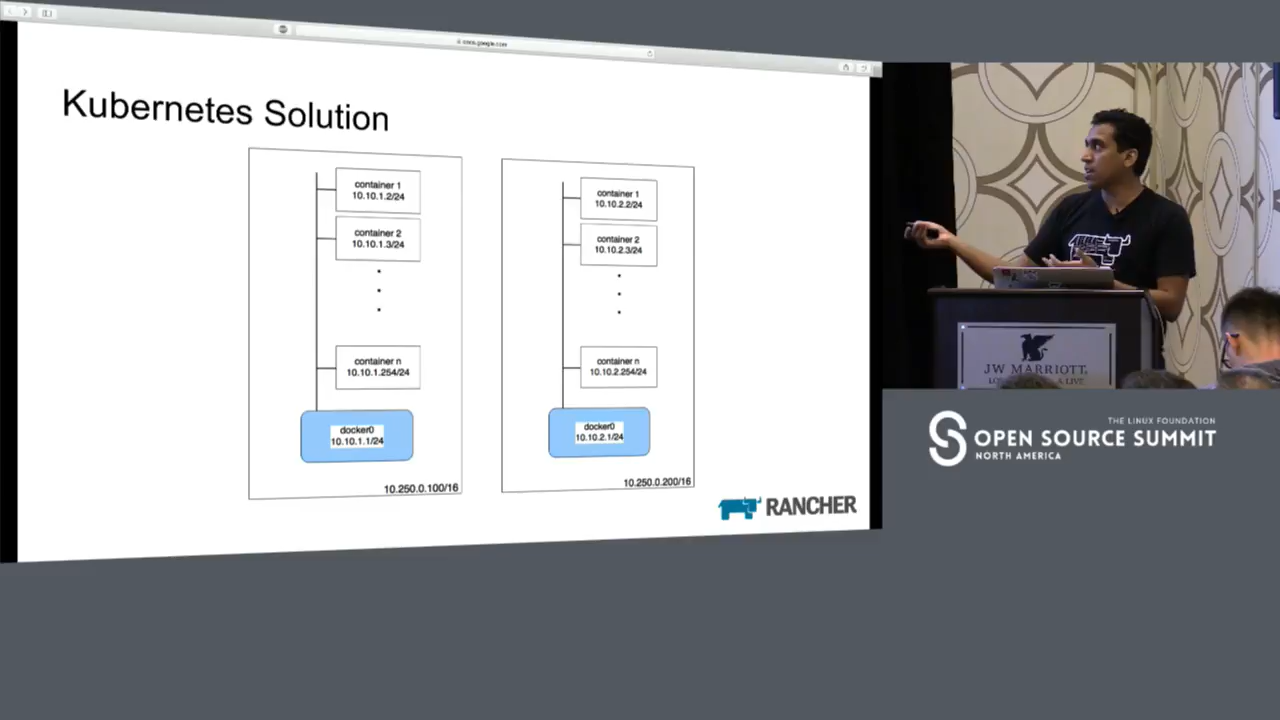 docs.google.com
Kubernetes Solution
container 1
10.10.1.2/24
container 2
10.10.1.3/24
container n
10.10.1.254/24
docker0
10.10.1.1/24
10.250.0.100/16
container 1
10.10.2.2/24
container 2
10.10.2.3/24
container n
10.10.2.254/24
docker0
10.10.2.1/24
10.250.0.200/16
RANCHER
JW MARRIOTT
THE LINUX FOUNDATION
OPEN SOURCE SUMMIT
NORTH AMERICA